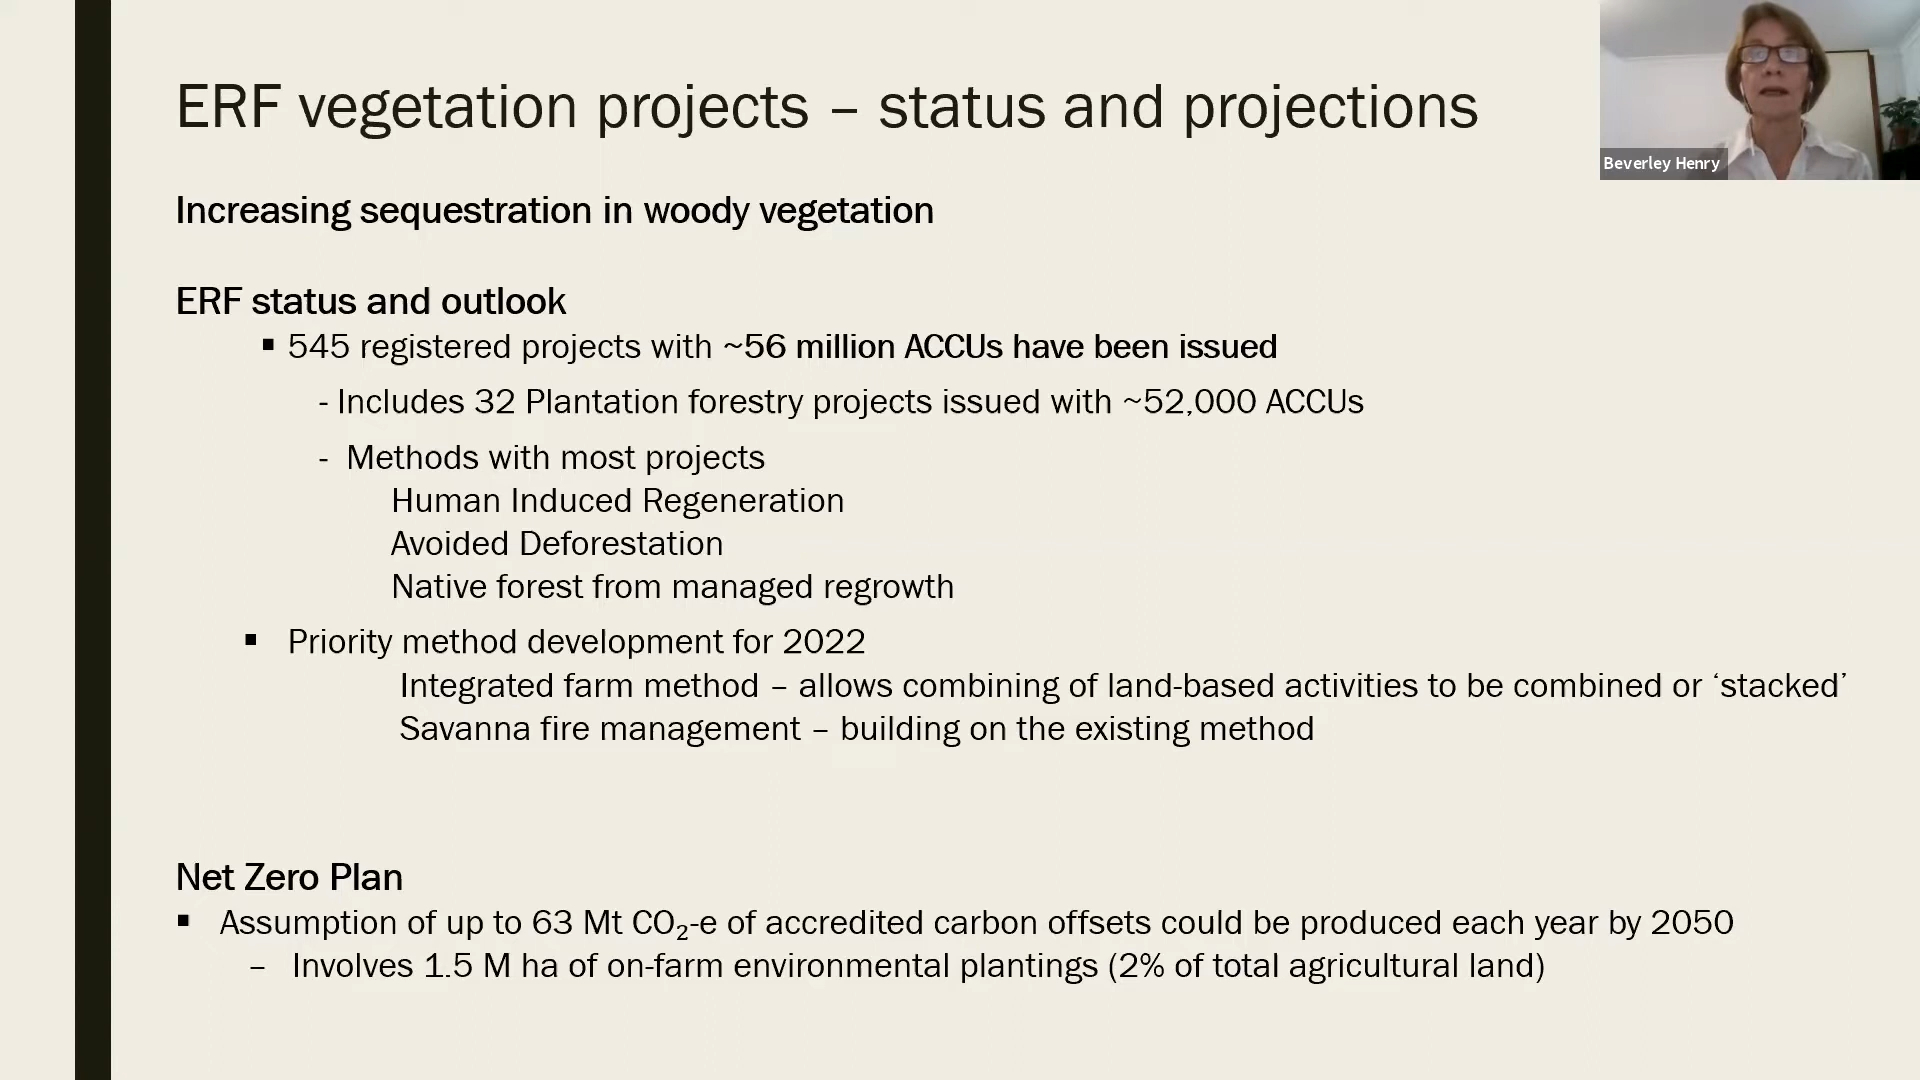 ERF vegetation projects – status and projections
Beverley Henry
Increasing sequestration in woody vegetation
ERF status and outlook
▪ 545 registered projects with ~56 million ACCUs have been issued
- Includes 32 Plantation forestry projects issued with ~52,000 ACCUs
- Methods with most projects
Human Induced Regeneration
Avoided Deforestation
Native forest from managed regrowth
▪ Priority method development for 2022
Integrated farm method – allows combining of land-based activities to be combined or ‘stacked’
Savanna fire management – building on the existing method
Net Zero Plan
▪ Assumption of up to 63 Mt CO₂-e of accredited carbon offsets could be produced each year by 2050
– Involves 1.5 M ha of on-farm environmental plantings (2% of total agricultural land)